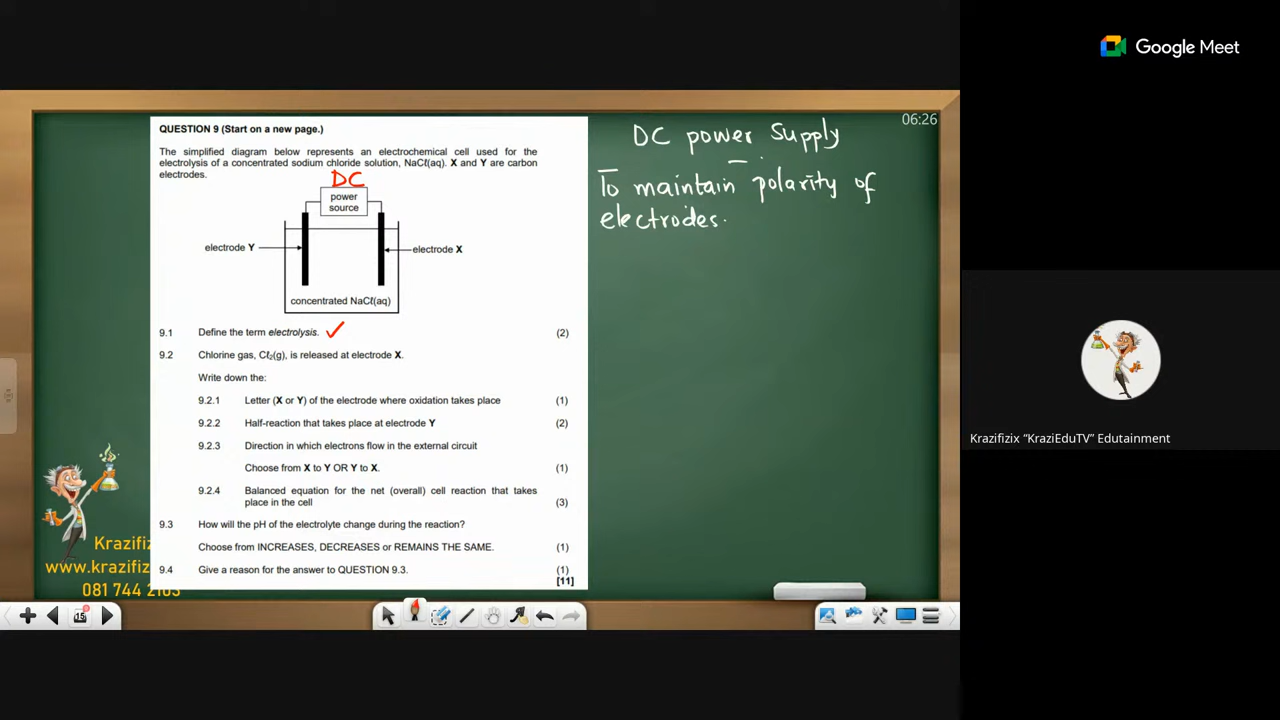 Google Meet
06:26
QUESTION 9 (Start on a new page.)
The simplified diagram below represents an electrochemical cell used for the
electrolysis of a concentrated sodium chloride solution, NaCℓ(aq). X and Y are carbon
electrodes.
DC
power
source
electrode Y
electrode X
concentrated NaCℓ(aq)
9.1 Define the term electrolysis. (2)
9.2 Chlorine gas, Cℓ₂(g), is released at electrode X.
Write down the:
9.2.1 Letter (X or Y) of the electrode where oxidation takes place (1)
9.2.2 Half-reaction that takes place at electrode Y (2)
9.2.3 Direction in which electrons flow in the external circuit
Choose from X to Y OR Y to X. (1)
9.2.4 Balanced equation for the net (overall) cell reaction that takes
place in the cell (3)
9.3 How will the pH of the electrolyte change during the reaction?
Choose from INCREASES, DECREASES or REMAINS THE SAME. (1)
9.4 Give a reason for the answer to QUESTION 9.3. (1)
[11]
DC power supply
To maintain polarity of
electrodes.
Krazifiz
www.krazifiz
081 744 2103
15
Krazifizix “KraziEduTV” Edutainment